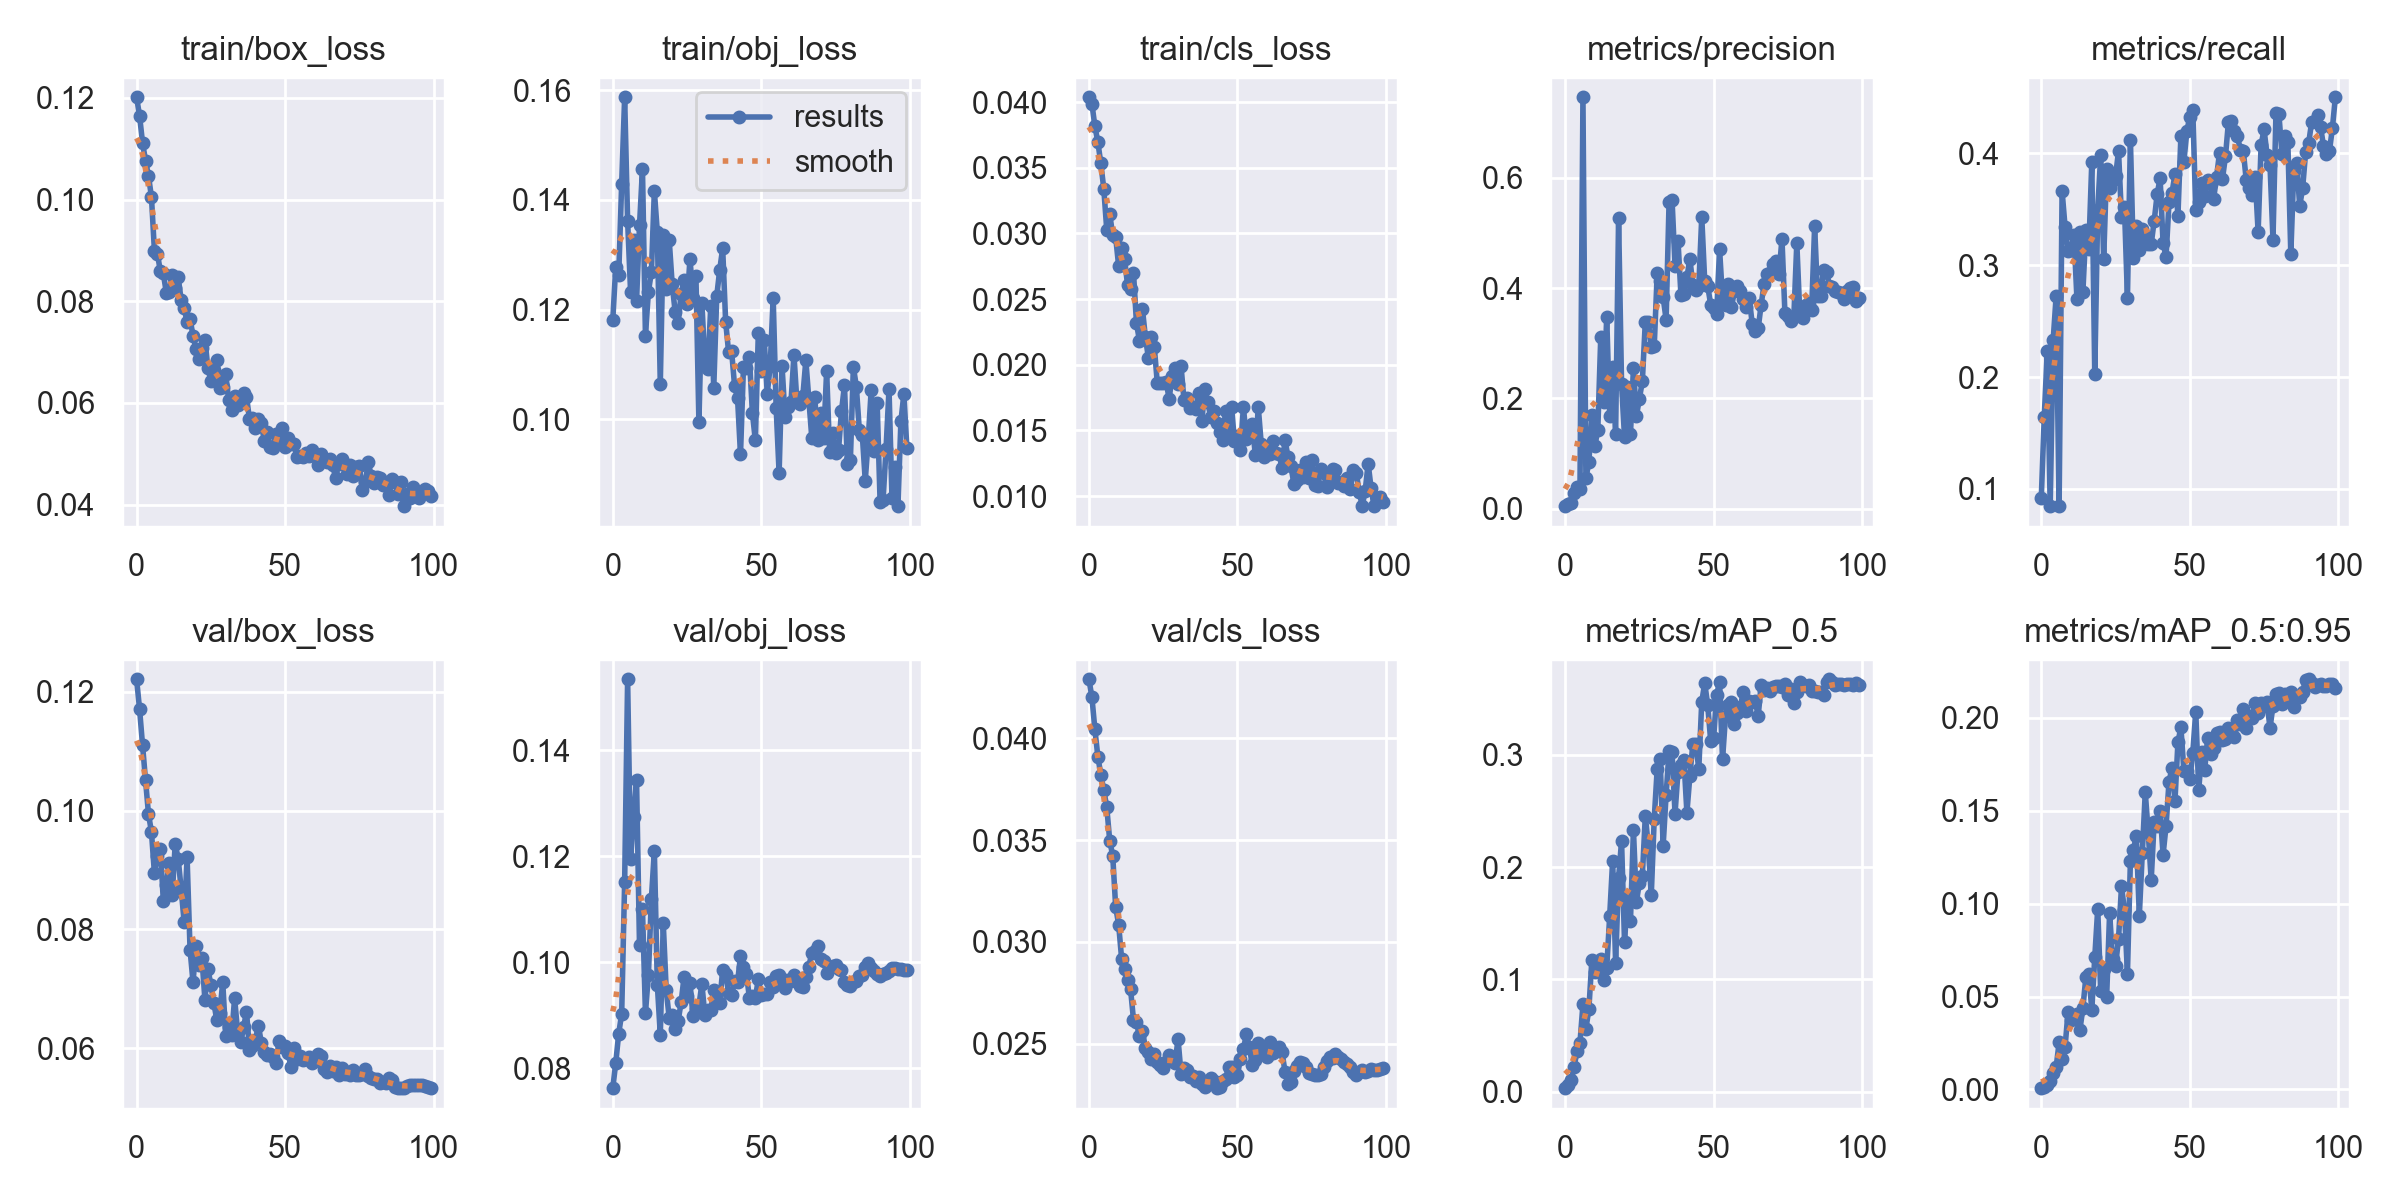 train/box_loss
0.12
0.10
0.08
0.06
0.04
0 50 100
train/obj_loss
results
smooth
0.16
0.14
0.12
0.10
0 50 100
train/cls_loss
0.040
0.035
0.030
0.025
0.020
0.015
0.010
0 50 100
metrics/precision
0.6
0.4
0.2
0.0
0 50 100
metrics/recall
0.4
0.3
0.2
0.1
0 50 100
val/box_loss
0.12
0.10
0.08
0.06
0 50 100
val/obj_loss
0.14
0.12
0.10
0.08
0 50 100
val/cls_loss
0.040
0.035
0.030
0.025
0 50 100
metrics/mAP_0.5
0.3
0.2
0.1
0.0
0 50 100
metrics/mAP_0.5:0.95
0.20
0.15
0.10
0.05
0.00
0 50 100